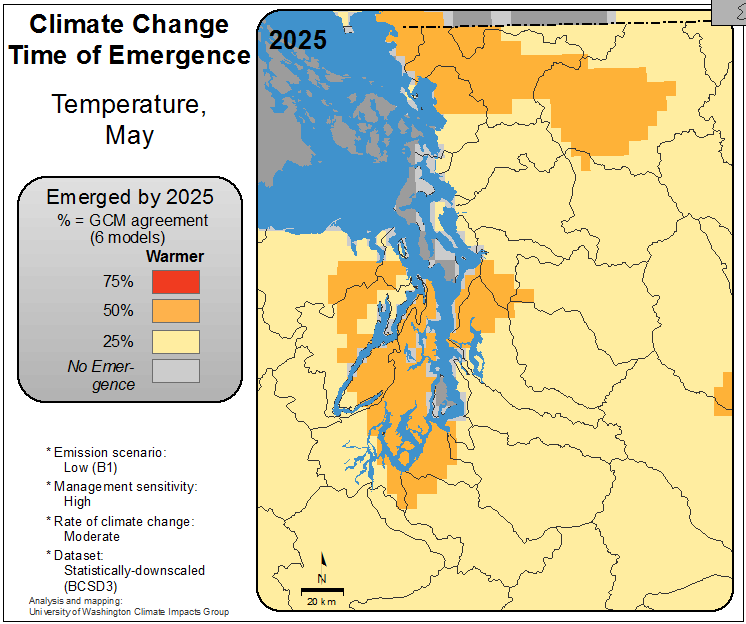 Climate Change
Time of Emergence
Temperature,
May
Emerged by 2025
% = GCM agreement
(6 models)
Warmer
75%
50%
25%
No Emer-
gence
* Emission scenario:
Low (B1)
* Management sensitivity:
High
* Rate of climate change:
Moderate
* Dataset:
Statistically-downscaled
(BCSD3)
Analysis and mapping:
University of Washington Climate Impacts Group
2025
N
20 km